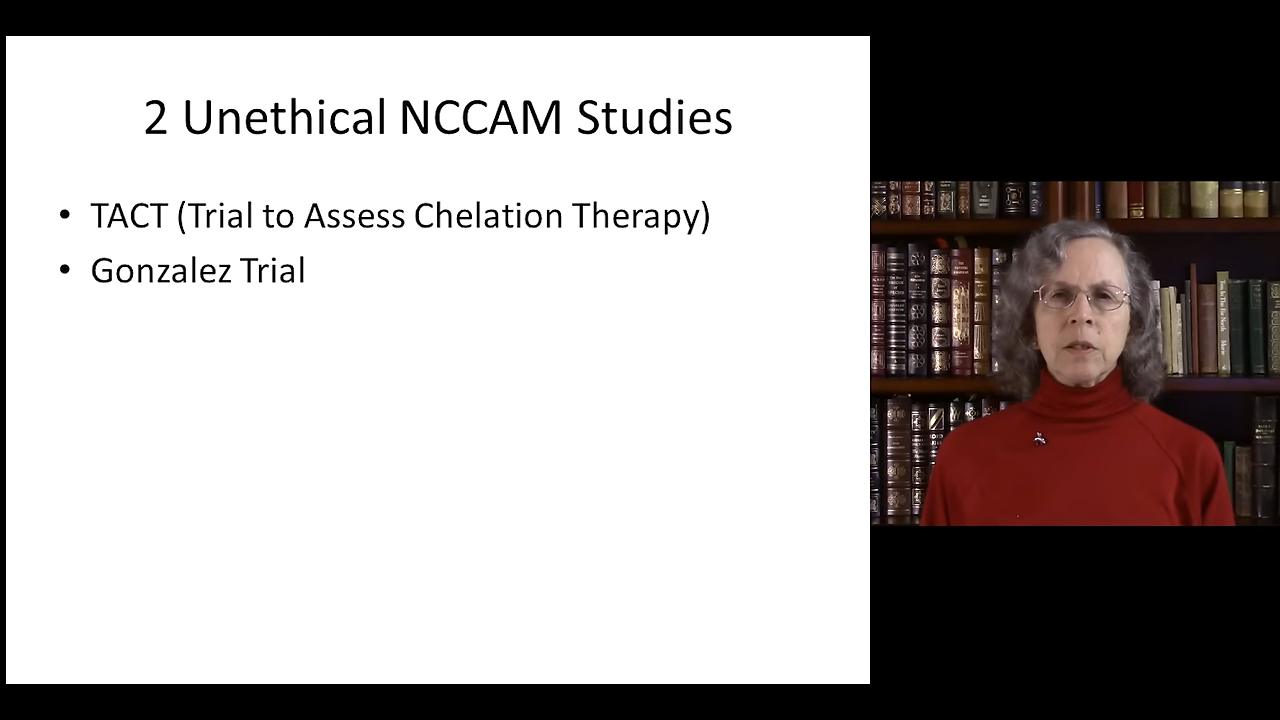 2 Unethical NCCAM Studies
• TACT (Trial to Assess Chelation Therapy)
• Gonzalez Trial